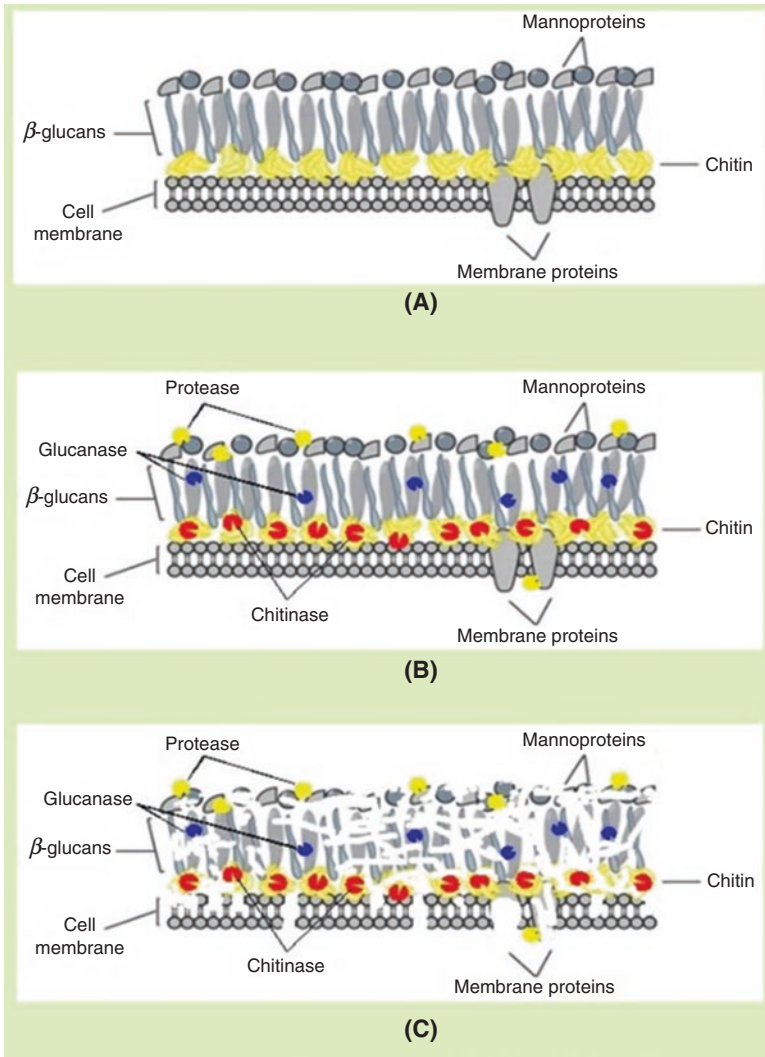 Mannoproteins
β-glucans
Chitin
Cell
membrane
Membrane proteins
(A)
Protease
Mannoproteins
Glucanase
β-glucans
Chitin
Cell
membrane
Chitinase
Membrane proteins
(B)
Protease
Mannoproteins
Glucanase
β-glucans
Chitin
Cell
membrane
Chitinase
Membrane proteins
(C)